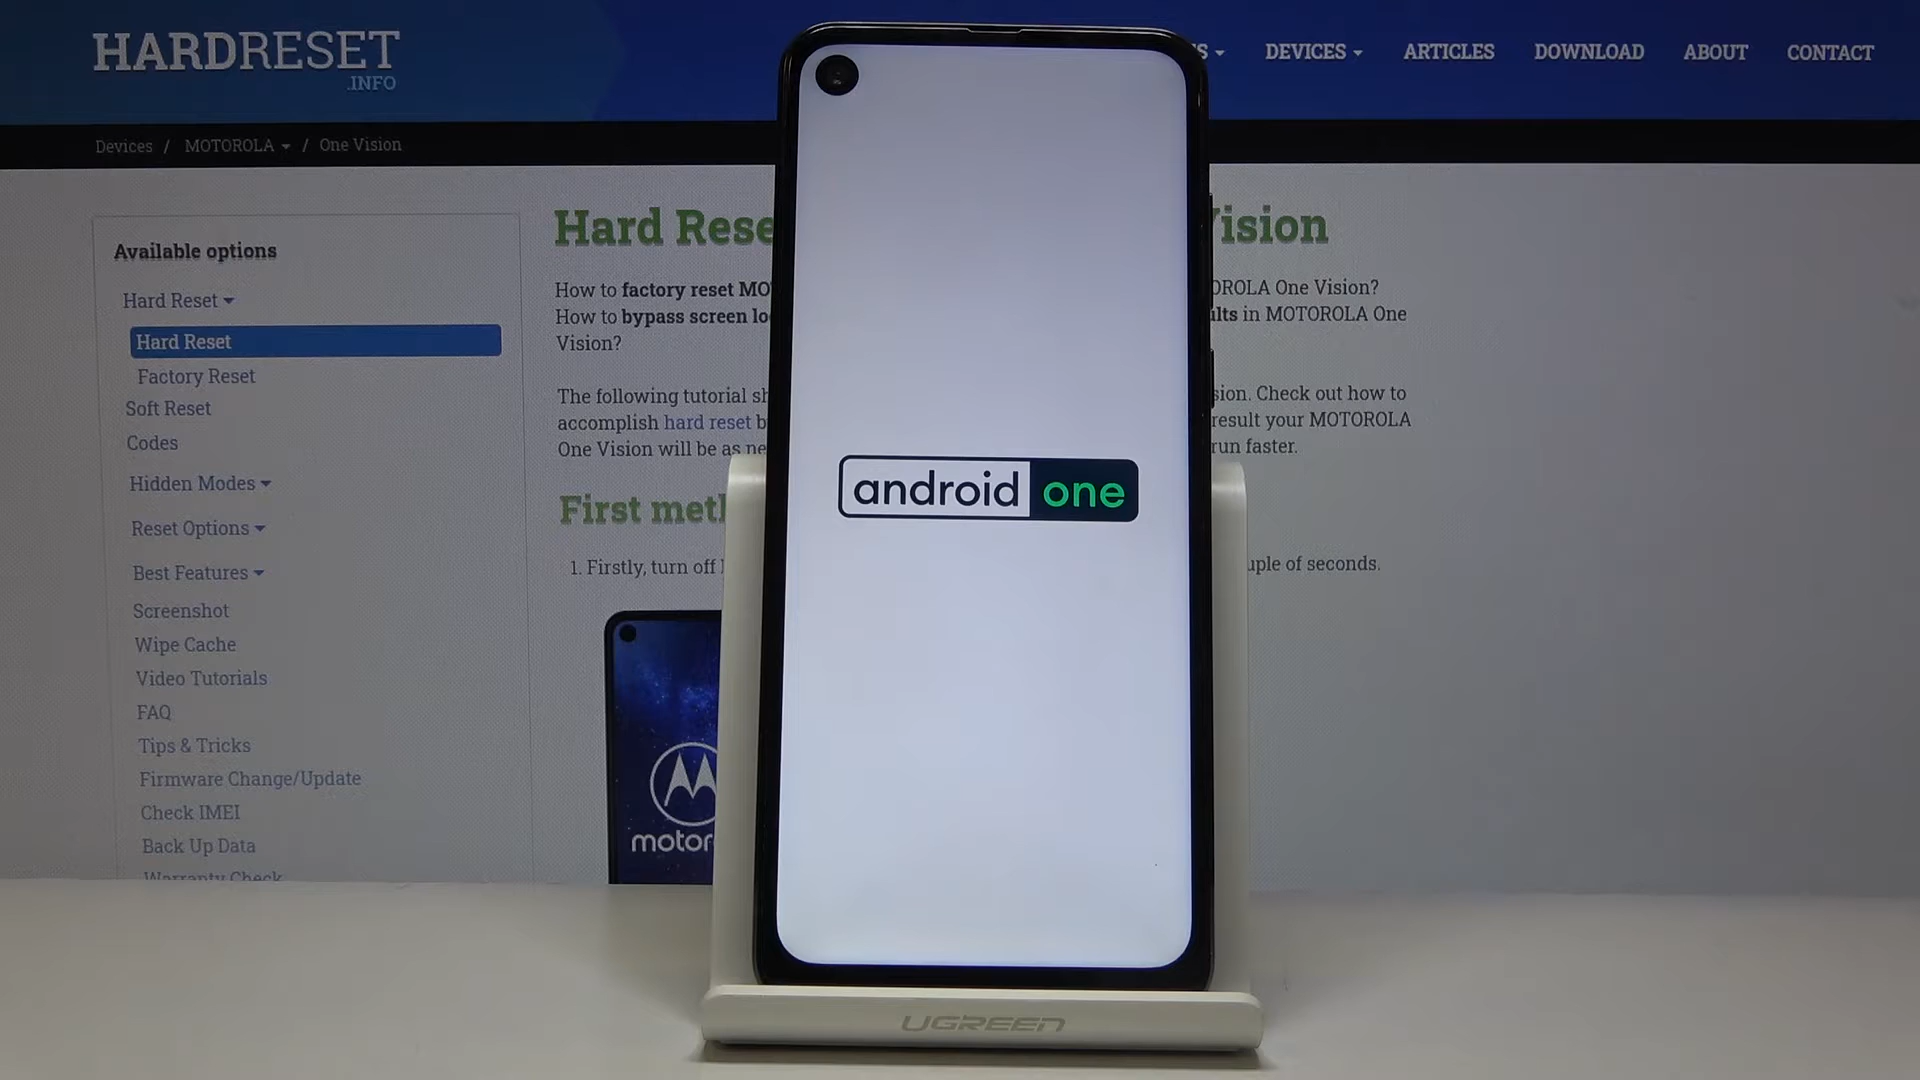 HARDRESET
.INFO
DEVICES
ARTICLES
DOWNLOAD
ABOUT
CONTACT
Devices / MOTOROLA / One Vision
Available options
Hard Reset
Hard Reset
Factory Reset
Soft Reset
Codes
Hidden Modes
Reset Options
Best Features
Screenshot
Wipe Cache
Video Tutorials
FAQ
Tips & Tricks
Firmware Change/Update
Check IMEI
Back Up Data
Warranty Check
Hard Rese
ision
How to factory reset MO
OROLA One Vision?
How to bypass screen lo
ults in MOTOROLA One
Vision?
The following tutorial sh
sion. Check out how to
accomplish hard reset b
result your MOTOROLA
One Vision will be as ne
run faster.
First met
1. Firstly, turn off
uple of seconds.
motor
android one
UGREEN